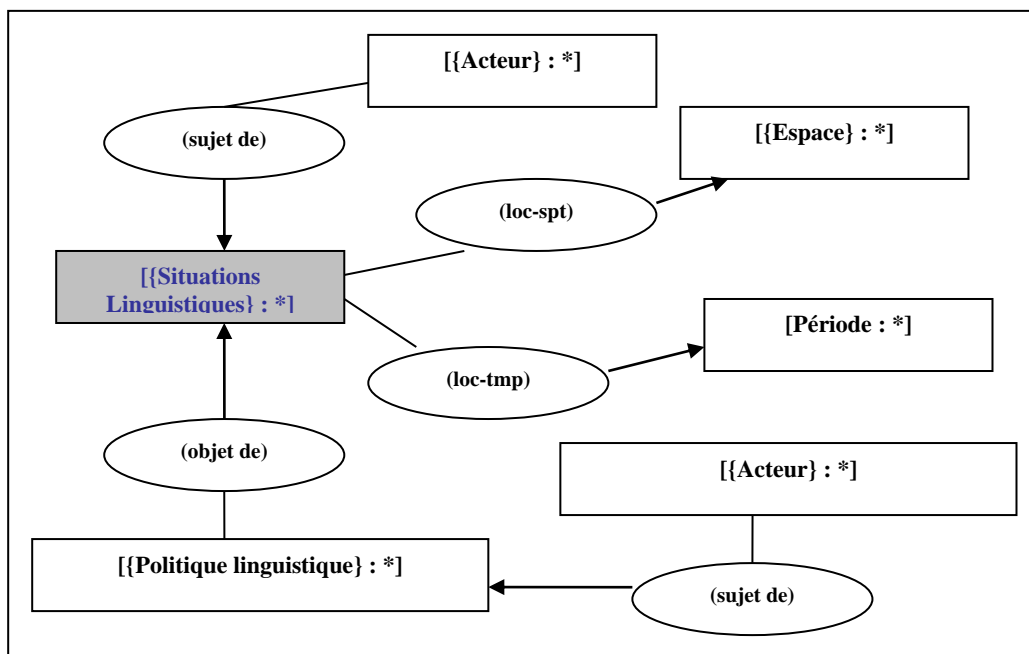 [{Acteur} : *]
[{Espace} : *]
(sujet de)
(loc-spt)
[{Situations
Linguistiques} : *]
[Période : *]
(loc-tmp)
(objet de)
[{Acteur} : *]
[{Politique linguistique} : *]
(sujet de)